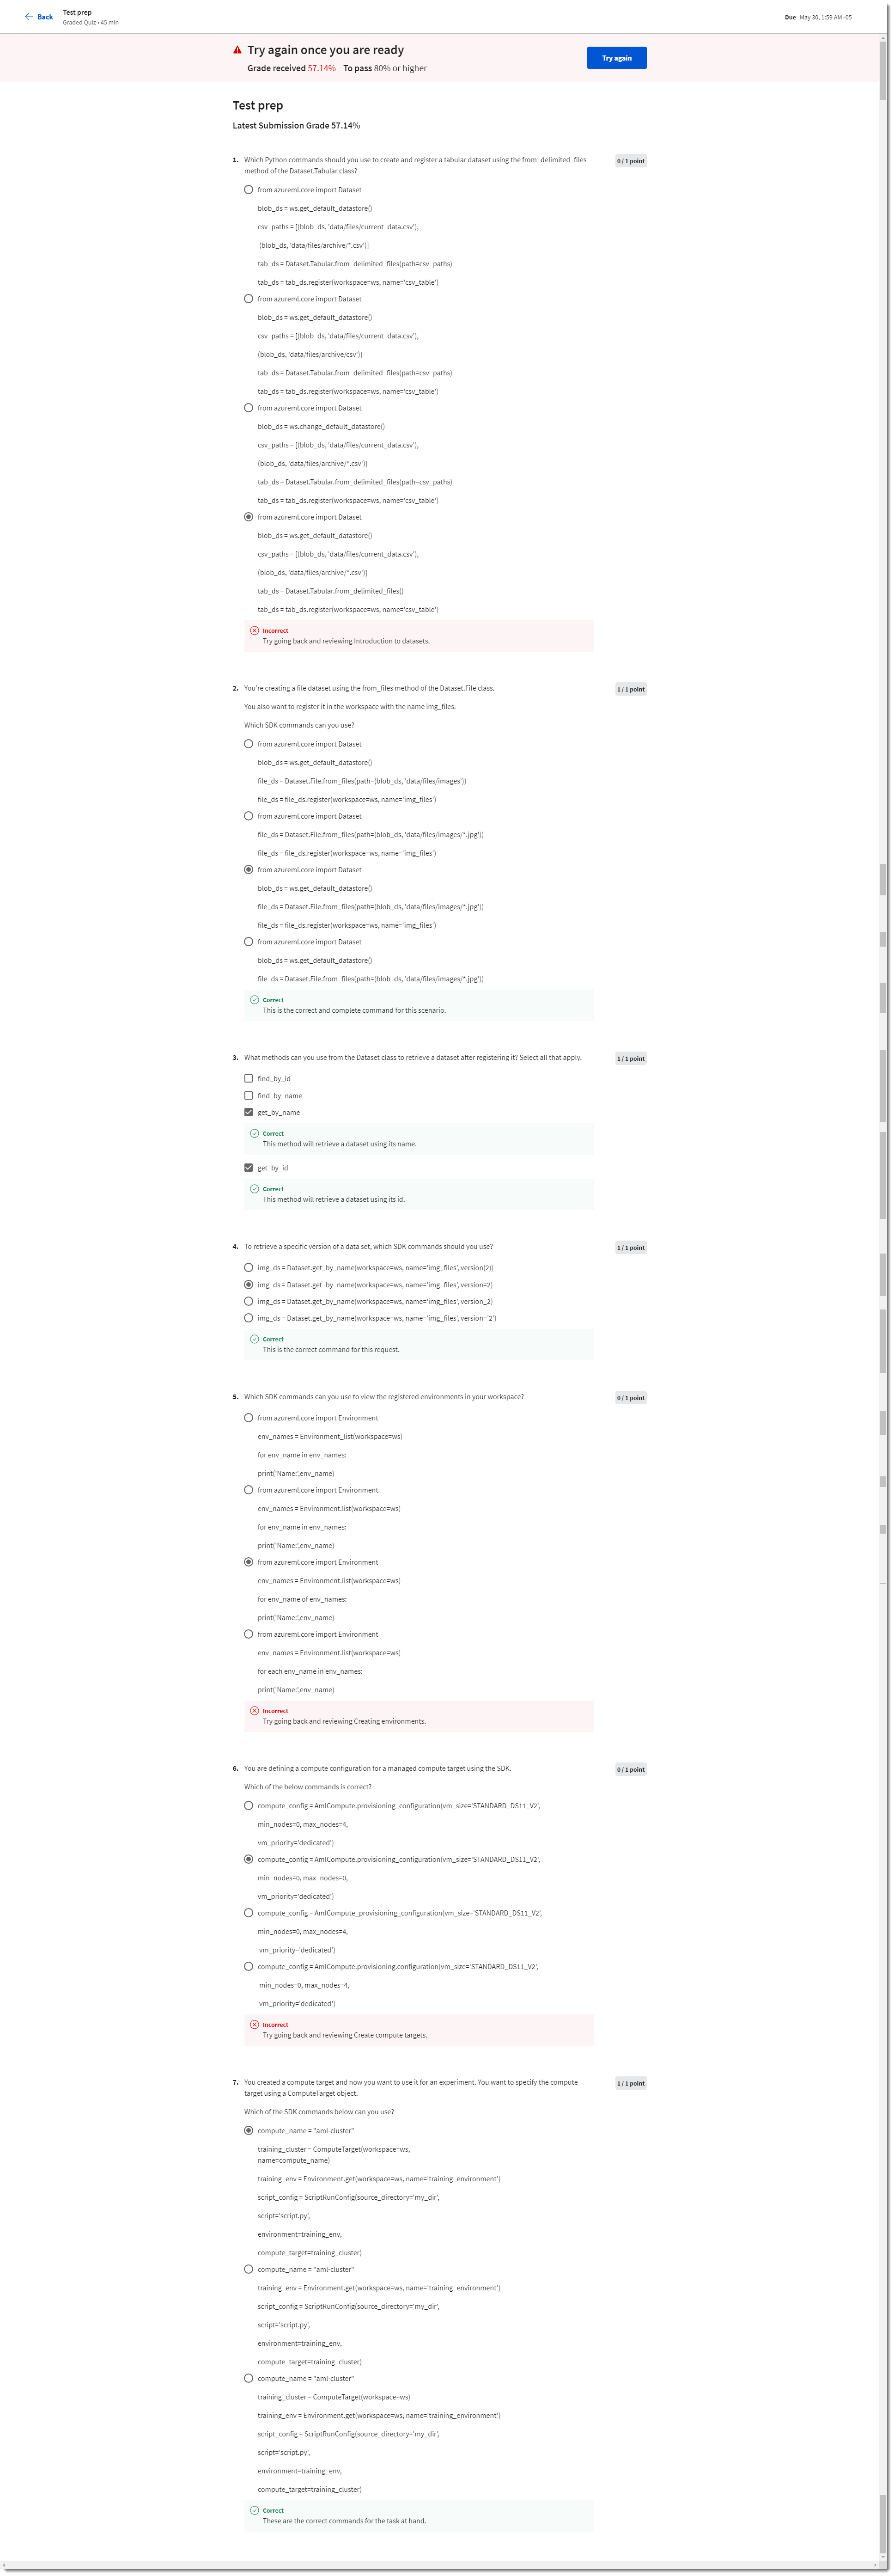 Back
Test prep
Graded Quiz • 45 min
Due May 30, 1:59 AM -05
Try again once you are ready
Grade received 57.14% To pass 80% or higher
Try again
Test prep
Latest Submission Grade 57.14%
1. Which Python commands should you use to create and register a tabular dataset using the from_delimited_files
method of the Dataset.Tabular class?
0 / 1 point
from azureml.core import Dataset
blob_ds = ws.get_default_datastore()
csv_paths = [(blob_ds, 'data/files/current_data.csv'),
(blob_ds, 'data/files/archive/*.csv')]
tab_ds = Dataset.Tabular.from_delimited_files(path=csv_paths)
tab_ds = tab_ds.register(workspace=ws, name='csv_table')
from azureml.core import Dataset
blob_ds = ws.get_default_datastore()
csv_paths = [(blob_ds, 'data/files/current_data.csv'),
(blob_ds, 'data/files/archive/csv')]
tab_ds = Dataset.Tabular.from_delimited_files(path=csv_paths)
tab_ds = tab_ds.register(workspace=ws, name='csv_table')
from azureml.core import Dataset
blob_ds = ws.change_default_datastore()
csv_paths = [(blob_ds, 'data/files/current_data.csv'),
(blob_ds, 'data/files/archive/*.csv')]
tab_ds = Dataset.Tabular.from_delimited_files(path=csv_paths)
tab_ds = tab_ds.register(workspace=ws, name='csv_table')
from azureml.core import Dataset
blob_ds = ws.get_default_datastore()
csv_paths = [(blob_ds, 'data/files/current_data.csv'),
(blob_ds, 'data/files/archive/*.csv')]
tab_ds = Dataset.Tabular.from_delimited_files()
tab_ds = tab_ds.register(workspace=ws, name='csv_table')
Incorrect
Try going back and reviewing Introduction to datasets.
2. You're creating a file dataset using the from_files method of the Dataset.File class.
1 / 1 point
You also want to register it in the workspace with the name img_files.
Which SDK commands can you use?
from azureml.core import Dataset
blob_ds = ws.get_default_datastore()
file_ds = Dataset.File.from_files(path=(blob_ds, 'data/files/images'))
file_ds = file_ds.register(workspace=ws, name='img_files')
from azureml.core import Dataset
file_ds = Dataset.File.from_files(path=(blob_ds, 'data/files/images/*.jpg'))
file_ds = file_ds.register(workspace=ws, name='img_files')
from azureml.core import Dataset
blob_ds = ws.get_default_datastore()
file_ds = Dataset.File.from_files(path=(blob_ds, 'data/files/images/*.jpg'))
file_ds = file_ds.register(workspace=ws, name='img_files')
from azureml.core import Dataset
blob_ds = ws.get_default_datastore()
file_ds = Dataset.File.from_files(path=(blob_ds, 'data/files/images/*.jpg'))
Correct
This is the correct and complete command for this scenario.
3. What methods can you use from the Dataset class to retrieve a dataset after registering it? Select all that apply.
1 / 1 point
find_by_id
find_by_name
get_by_name
Correct
This method will retrieve a dataset using its name.
get_by_id
Correct
This method will retrieve a dataset using its id.
4. To retrieve a specific version of a data set, which SDK commands should you use?
1 / 1 point
img_ds = Dataset.get_by_name(workspace=ws, name='img_files', version(2))
img_ds = Dataset.get_by_name(workspace=ws, name='img_files', version=2)
img_ds = Dataset.get_by_name(workspace=ws, name='img_files', version_2)
img_ds = Dataset.get_by_name(workspace=ws, name='img_files', version='2')
Correct
This is the correct command for this request.
5. Which SDK commands can you use to view the registered environments in your workspace?
0 / 1 point
from azureml.core import Environment
env_names = Environment_list(workspace=ws)
for env_name in env_names:
print('Name:',env_name)
from azureml.core import Environment
env_names = Environment.list(workspace=ws)
for env_name in env_names:
print('Name:',env_name)
from azureml.core import Environment
env_names = Environment.list(workspace=ws)
for env_name of env_names:
print('Name:',env_name)
from azureml.core import Environment
env_names = Environment.list(workspace=ws)
for each env_name in env_names:
print('Name:',env_name)
Incorrect
Try going back and reviewing Creating environments.
6. You are defining a compute configuration for a managed compute target using the SDK.
0 / 1 point
Which of the below commands is correct?
compute_config = AmlCompute.provisioning_configuration(vm_size='STANDARD_DS11_V2',
min_nodes=0, max_nodes=4,
vm_priority='dedicated')
compute_config = AmlCompute.provisioning_configuration(vm_size='STANDARD_DS11_V2',
min_nodes=0, max_nodes=0,
vm_priority='dedicated')
compute_config = AmlCompute_provisioning_configuration(vm_size='STANDARD_DS11_V2',
min_nodes=0, max_nodes=4,
vm_priority='dedicated')
compute_config = AmlCompute.provisioning.configuration(vm_size='STANDARD_DS11_V2',
min_nodes=0, max_nodes=4,
vm_priority='dedicated')
Incorrect
Try going back and reviewing Create compute targets.
7. You created a compute target and now you want to use it for an experiment. You want to specify the compute
target using a ComputeTarget object.
1 / 1 point
Which of the SDK commands below can you use?
compute_name = "aml-cluster"
training_cluster = ComputeTarget(workspace=ws,
name=compute_name)
training_env = Environment.get(workspace=ws, name='training_environment')
script_config = ScriptRunConfig(source_directory='my_dir',
script='script.py',
environment=training_env,
compute_target=training_cluster)
compute_name = "aml-cluster"
training_env = Environment.get(workspace=ws, name='training_environment')
script_config = ScriptRunConfig(source_directory='my_dir',
script='script.py',
environment=training_env,
compute_target=training_cluster)
compute_name = "aml-cluster"
training_cluster = ComputeTarget(workspace=ws)
training_env = Environment.get(workspace=ws, name='training_environment')
script_config = ScriptRunConfig(source_directory='my_dir',
script='script.py',
environment=training_env,
compute_target=training_cluster)
Correct
These are the correct commands for the task at hand.